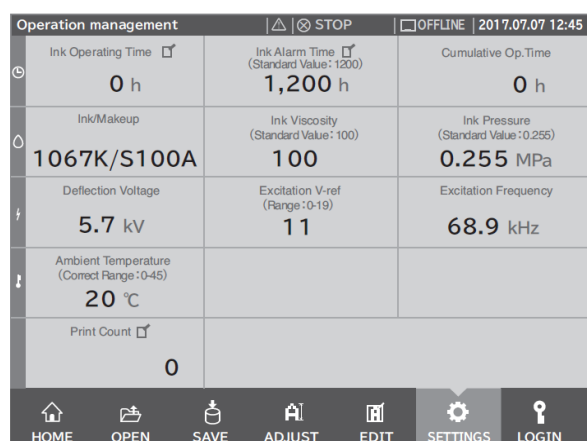 Operation management STOP OFFLINE 2017.07.07 12:45
Ink Operating Time Ink Alarm Time Cumulative Op.Time
(Standard Value:1200)
0 h 1,200 h 0 h
Ink/Makeup Ink Viscosity Ink Pressure
(Standard Value:100) (Standard Value:0.255)
1067K/S100A 100 0.255 MPa
Deflection Voltage Excitation V-ref Excitation Frequency
(Range:0-19)
5.7 kV 11 68.9 kHz
Ambient Temperature
(Correct Range:0-45)
20 ℃
Print Count
0
HOME OPEN SAVE ADJUST EDIT SETTINGS LOGIN